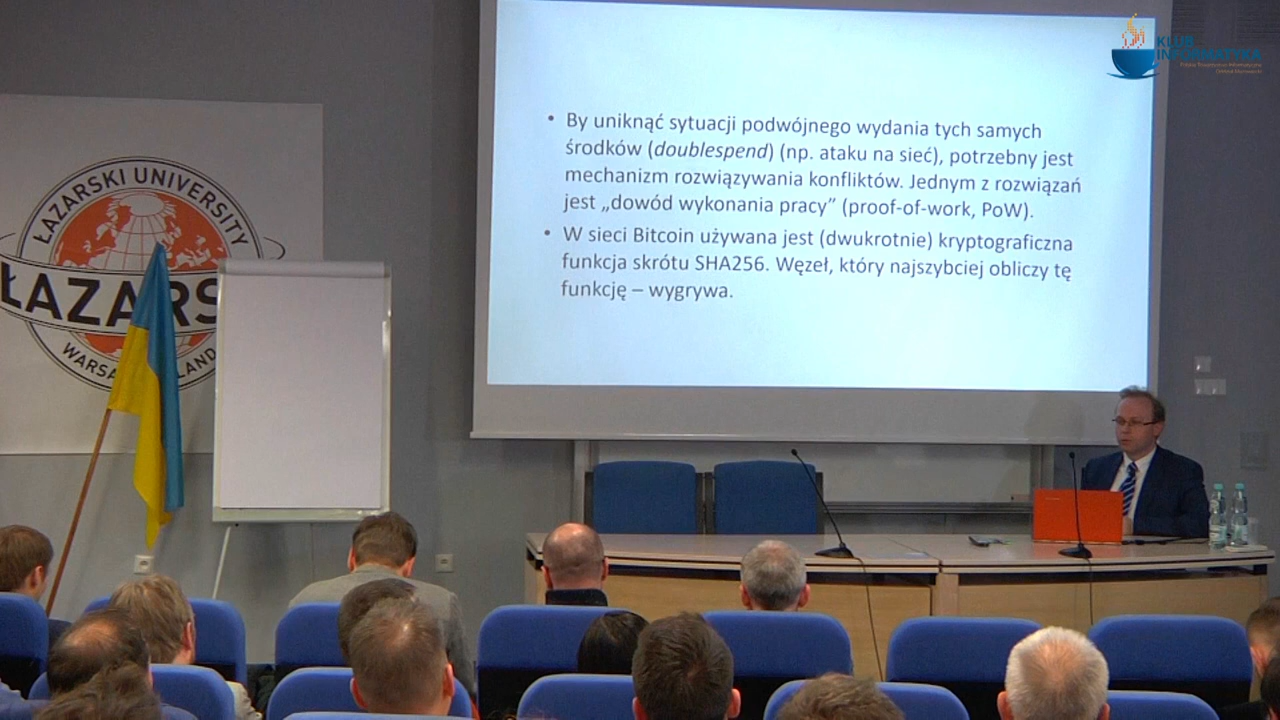 KLUB
INFORMATYKA
• By uniknąć sytuacji podwójnego wydania tych samych
środków (doublespend) (np. ataku na sieć), potrzebny jest
mechanizm rozwiązywania konfliktów. Jednym z rozwiązań
jest „dowód wykonania pracy” (proof-of-work, PoW).
• W sieci Bitcoin używana jest (dwukrotnie) kryptograficzna
funkcja skrótu SHA256. Węzeł, który najszybciej obliczy tę
funkcję – wygrywa.
ŁAZARSKI UNIVERSITY
ŁAZARS
WARSA LAND